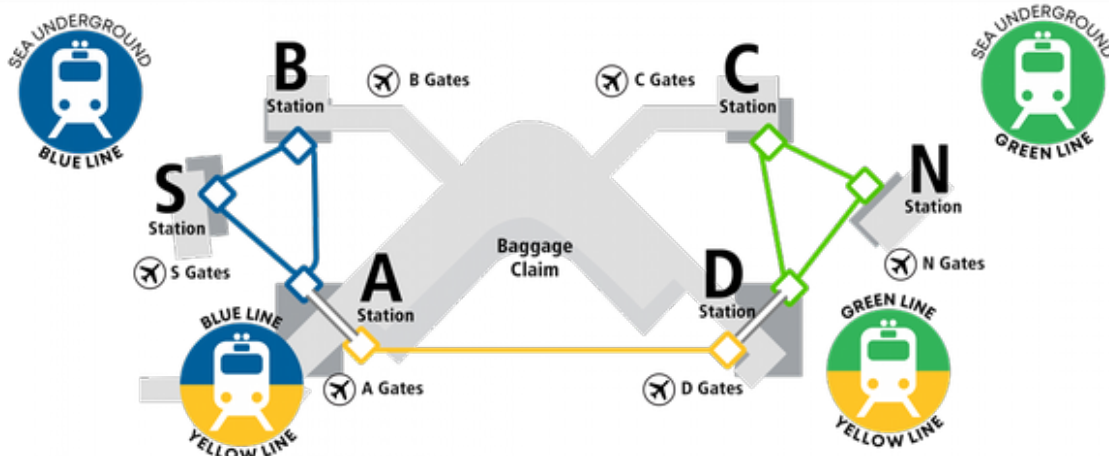 SEA UNDERGROUND
BLUE LINE
B
Station
B Gates
C Gates
C
Station
SEA UNDERGROUND
GREEN LINE
S
Station
S Gates
N
Station
N Gates
Baggage
Claim
A
Station
A Gates
D
Station
D Gates
BLUE LINE
YELLOW LINE
GREEN LINE
YELLOW LINE